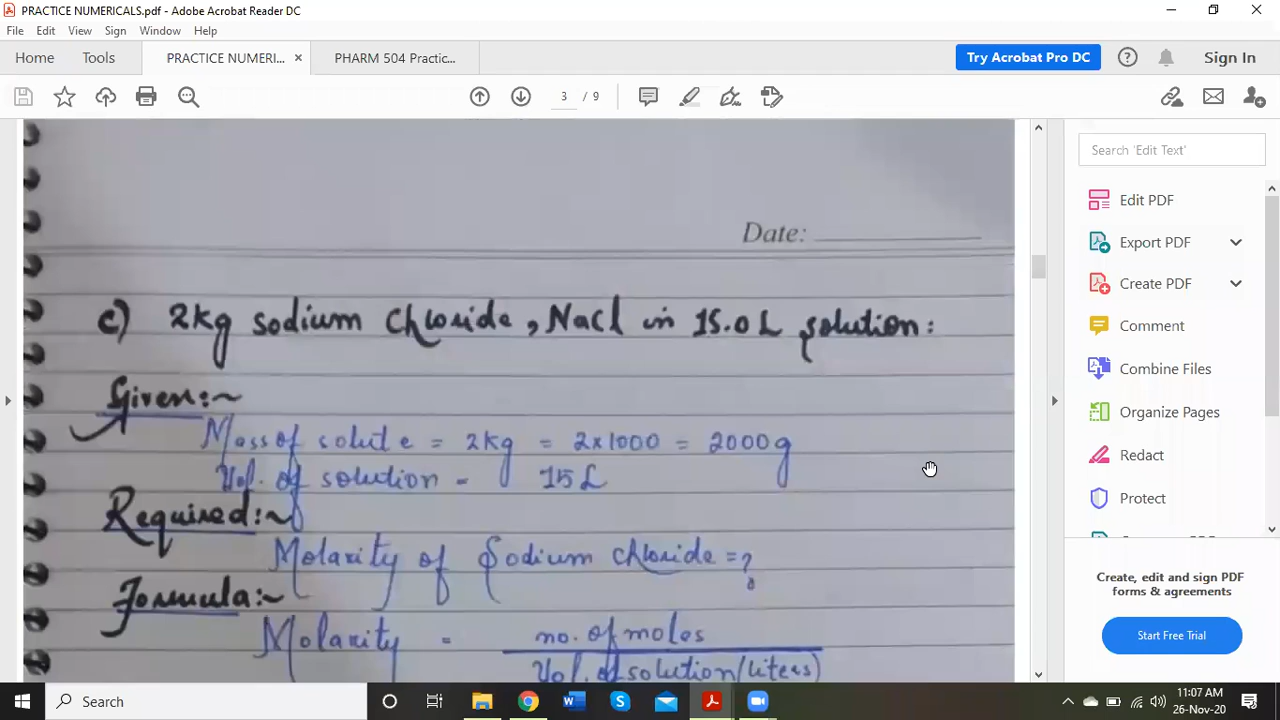 PRACTICE NUMERICALS.pdf - Adobe Acrobat Reader DC
File Edit View Sign Window Help
Home Tools PRACTICE NUMERI... × PHARM 504 Practic... Try Acrobat Pro DC Sign In
3 / 9
Search 'Edit Text'
Edit PDF
Export PDF
Create PDF
Comment
Combine Files
Organize Pages
Redact
Protect
Create, edit and sign PDF
forms & agreements
Start Free Trial
Date:
c) 2kg sodium chloride, NaCl in 15.0 L solution:
Given:~
Mass of solute = 2kg = 2x1000 = 2000g
Vol. of solution = 15 L
Required:~
Molarity of Sodium chloride = ?
Formula:~
Molarity = no. of moles
Vol. of solution/liters)
Search
11:07 AM
26-Nov-20